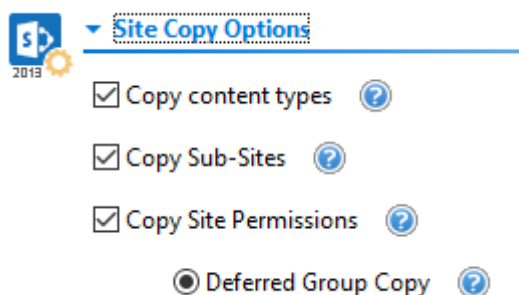 Site Copy Options
2013
Copy content types
Copy Sub-Sites
Copy Site Permissions
Deferred Group Copy